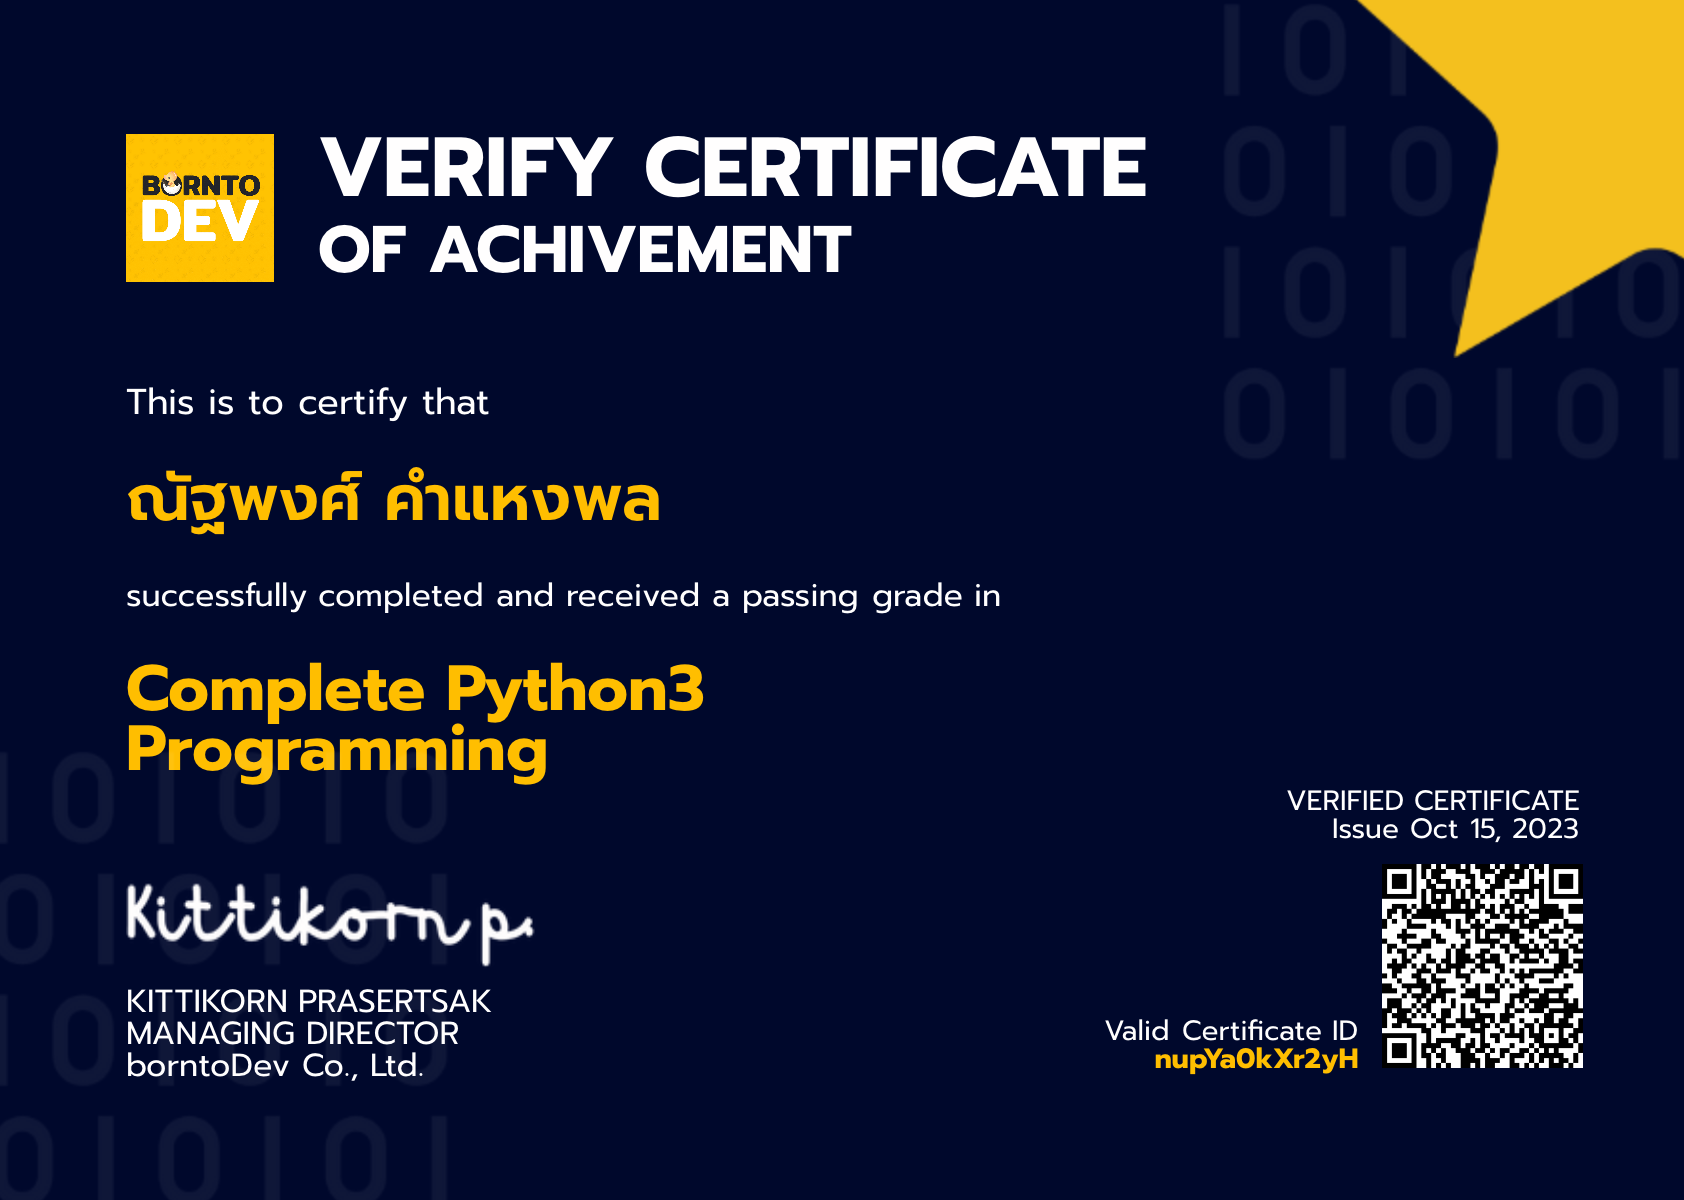 BORNTO
DEV
VERIFY CERTIFICATE
OF ACHIVEMENT
This is to certify that
ณัฐพงศ์ คำแหงพล
successfully completed and received a passing grade in
Complete Python3
Programming
Kittikorn p.
KITTIKORN PRASERTSAK
MANAGING DIRECTOR
borntoDev Co., Ltd.
VERIFIED CERTIFICATE
Issue Oct 15, 2023
Valid Certificate ID
nupYa0kXr2yH